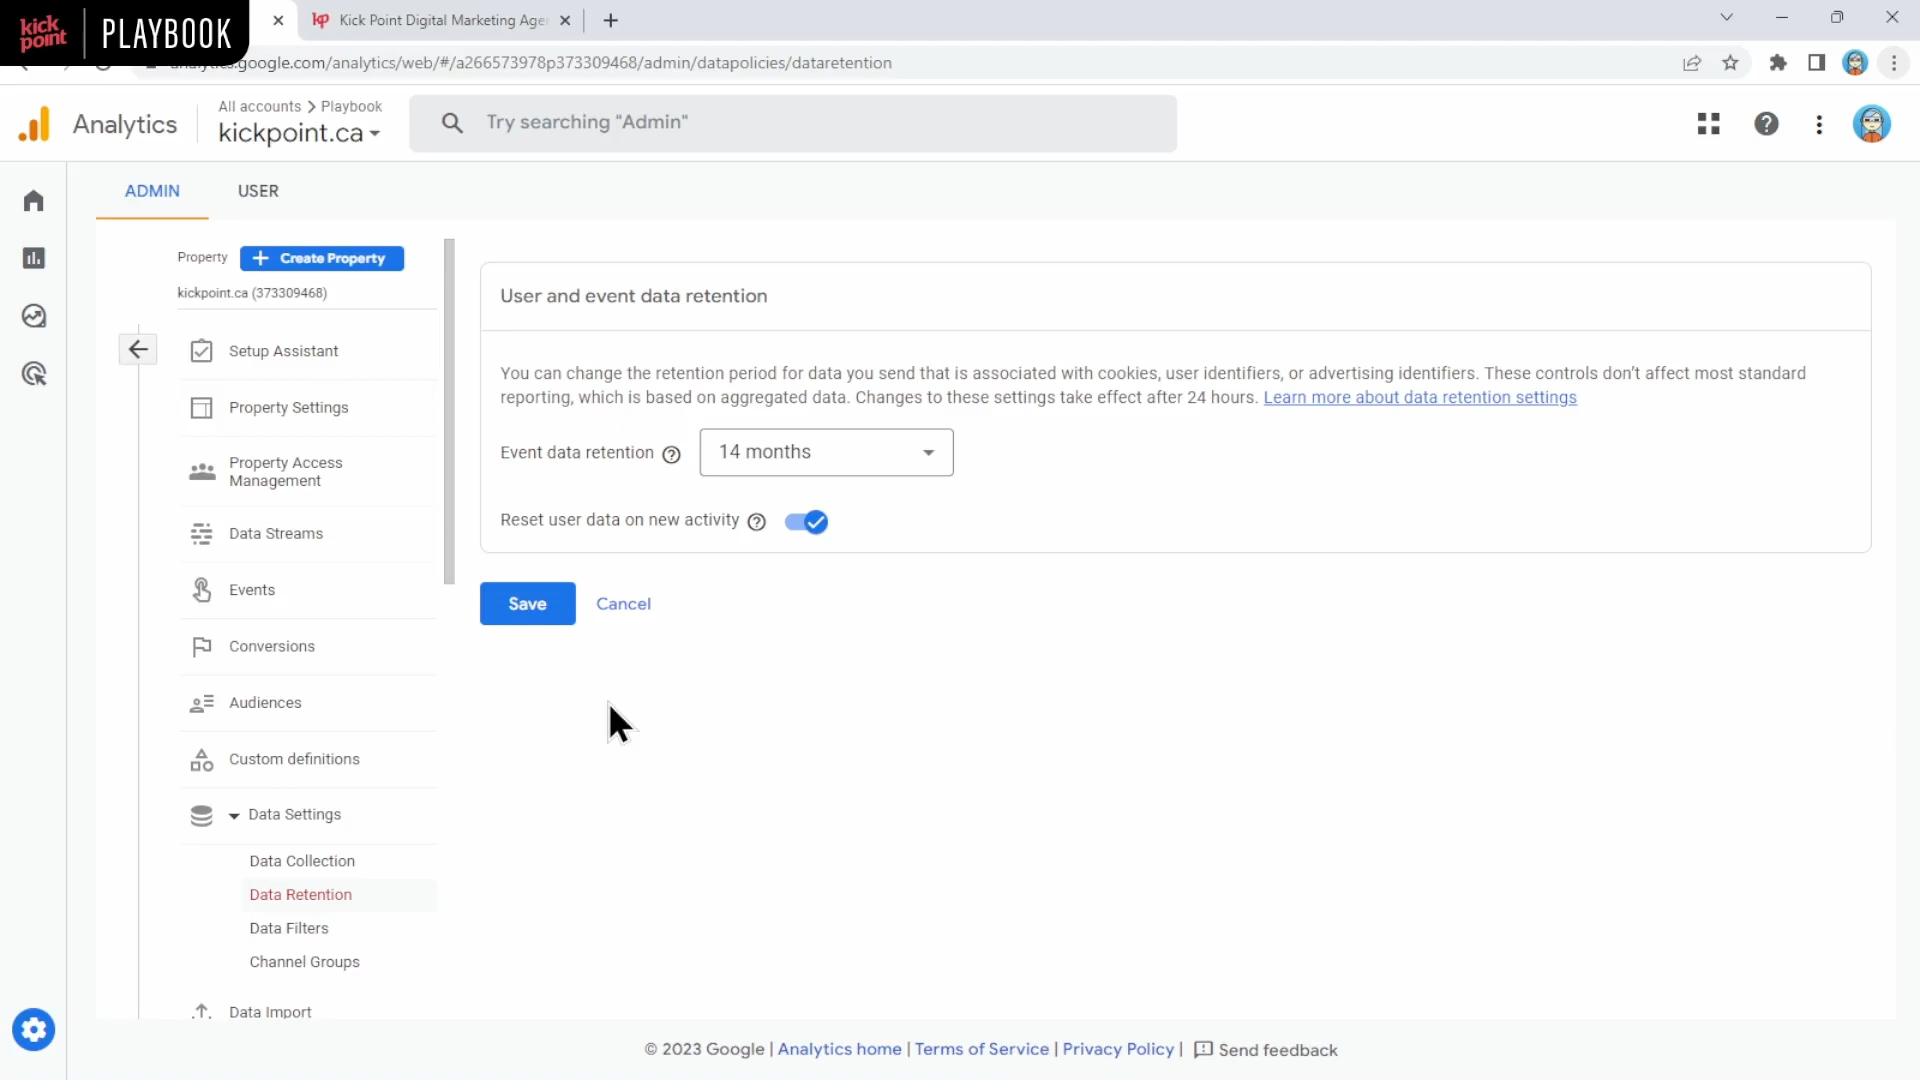 kick
point
PLAYBOOK
Kick Point Digital Marketing Age
analytics.google.com/analytics/web/#/a266573978p373309468/admin/datapolicies/dataretention
Analytics
All accounts > Playbook
kickpoint.ca
Try searching "Admin"
ADMIN
USER
Property
Create Property
kickpoint.ca (373309468)
Setup Assistant
Property Settings
Property Access
Management
Data Streams
Events
Conversions
Audiences
Custom definitions
Data Settings
Data Collection
Data Retention
Data Filters
Channel Groups
Data Import
User and event data retention
You can change the retention period for data you send that is associated with cookies, user identifiers, or advertising identifiers. These controls don't affect most standard
reporting, which is based on aggregated data. Changes to these settings take effect after 24 hours. Learn more about data retention settings
Event data retention
14 months
Reset user data on new activity
Save
Cancel
© 2023 Google | Analytics home | Terms of Service | Privacy Policy | Send feedback